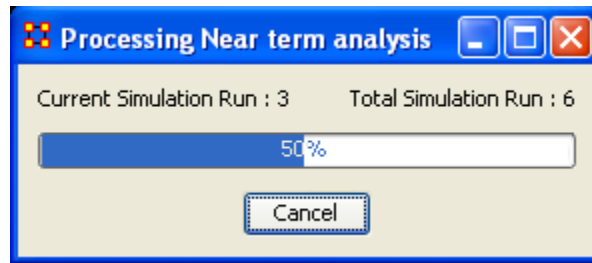 Processing Near term analysis
Current Simulation Run : 3 Total Simulation Run : 6
50%
Cancel